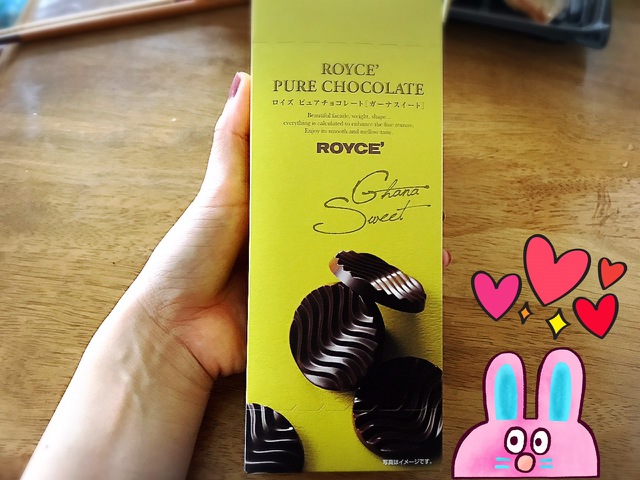 ROYCE'
PURE CHOCOLATE
ロイズ ピュアチョコレート[ガーナスイート]
Beautiful facade, weight, shape...
everything is calculated to enhance the fine texture.
Enjoy its smooth and mellow taste.
ROYCE'
Ghana
Sweet
写真はイメージです。